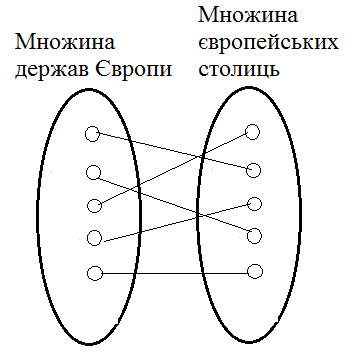 Множина
держав Європи
Множина
європейських
столиць